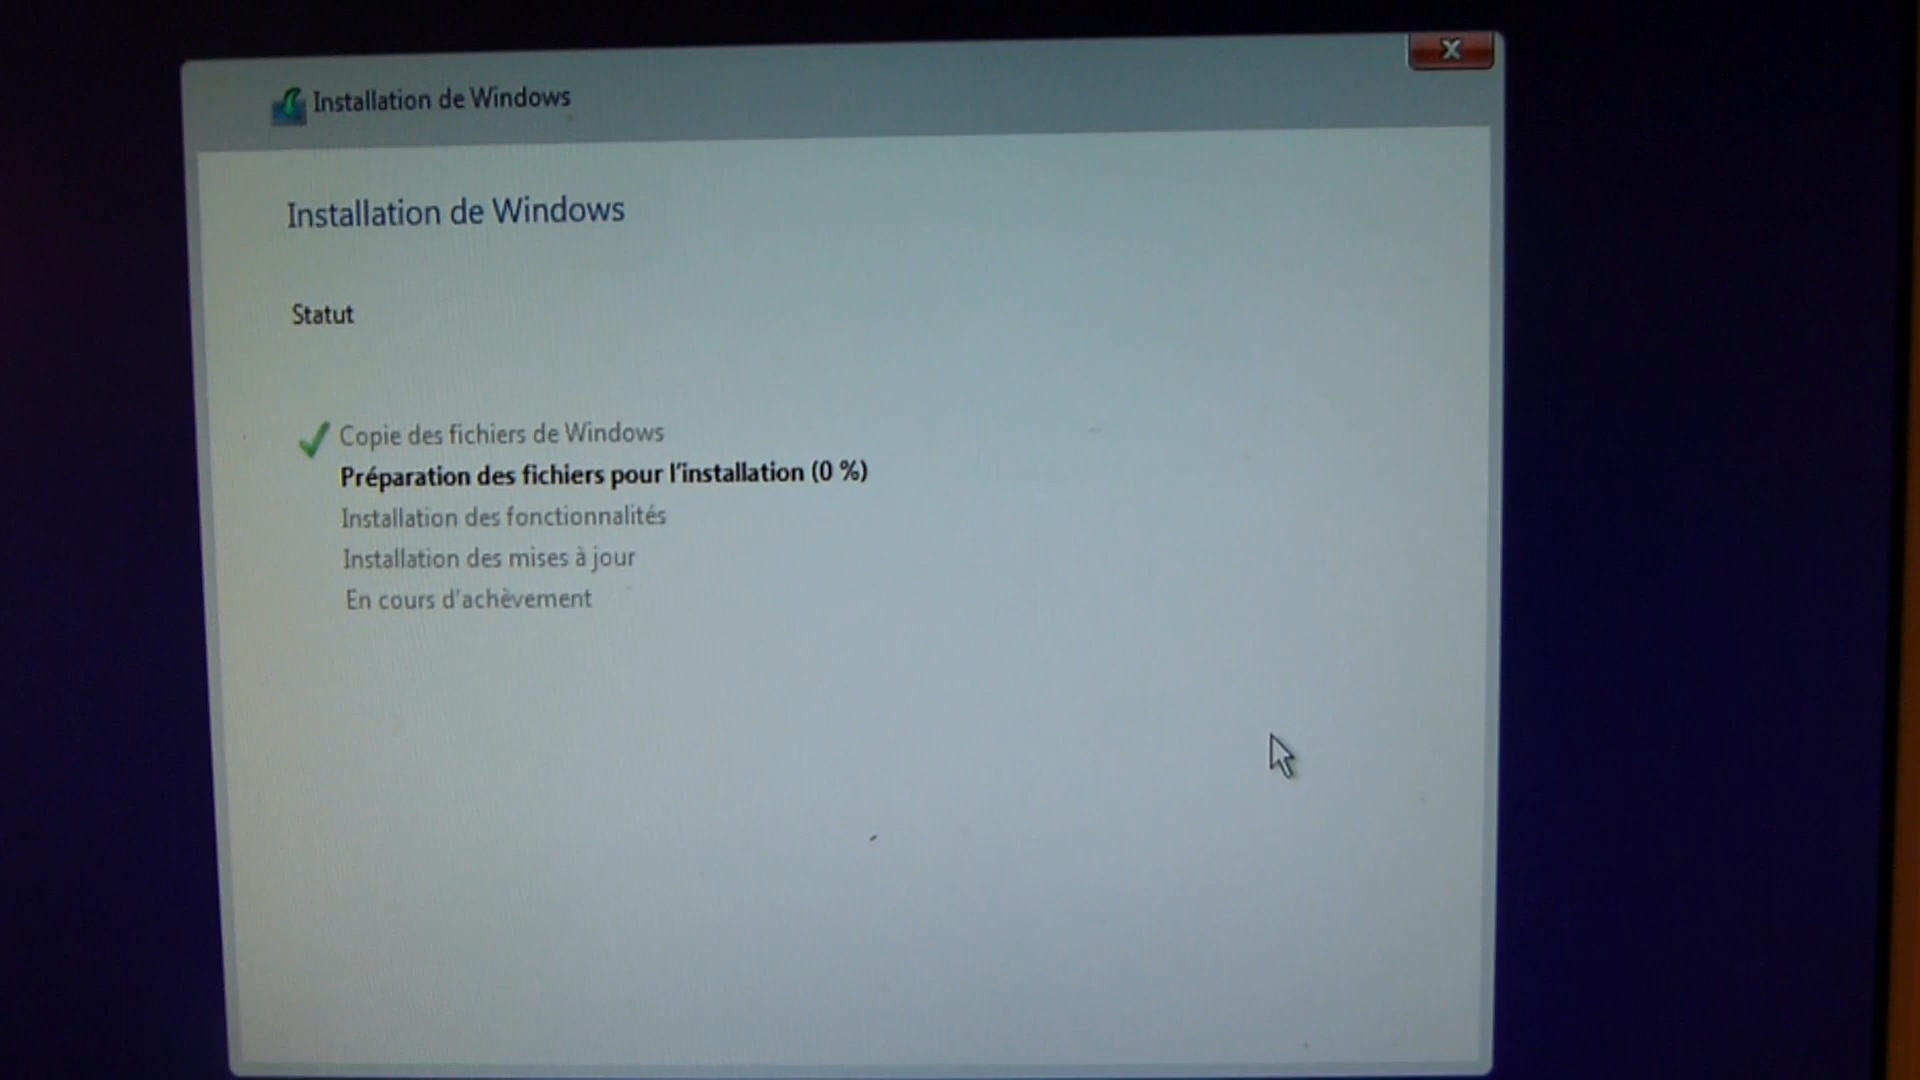 Installation de Windows
Installation de Windows
Statut
Copie des fichiers de Windows
Préparation des fichiers pour l'installation (0 %)
Installation des fonctionnalités
Installation des mises à jour
En cours d'achèvement